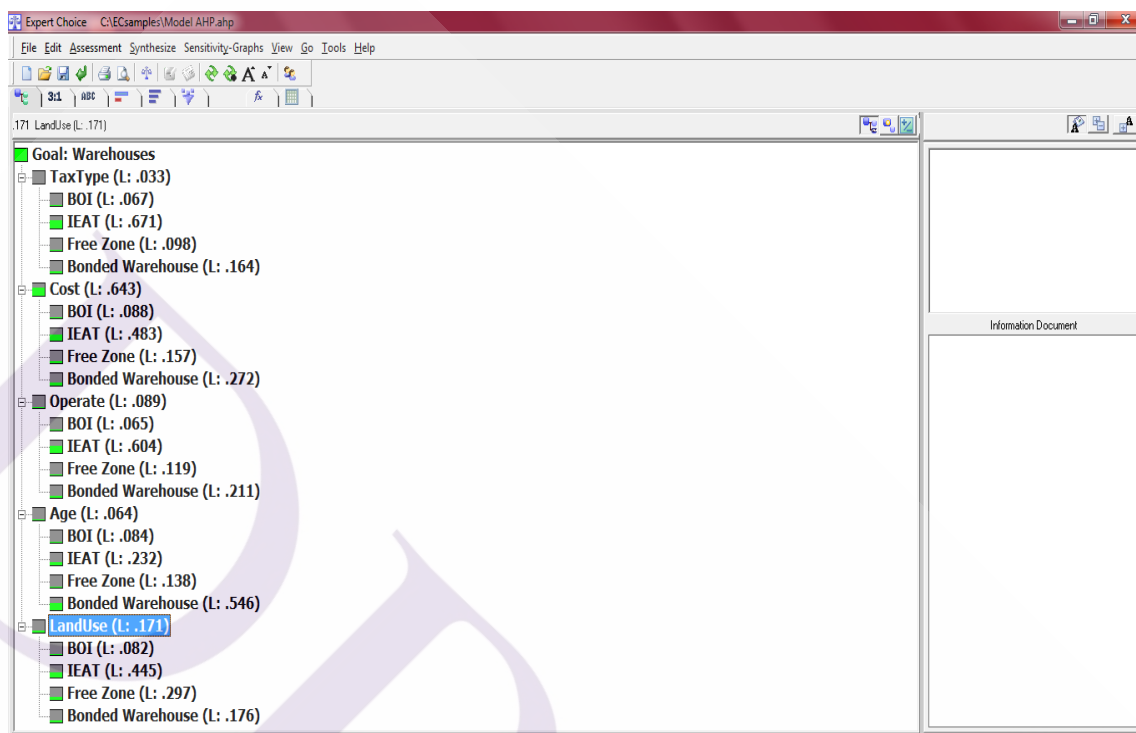 Expert Choice C:\ECsamples\Model AHP.ahp
File Edit Assessment Synthesize Sensitivity-Graphs View Go Tools Help
3:1 ABC fx
.171 LandUse (L: .171)
Goal: Warehouses
TaxType (L: .033)
BOI (L: .067)
IEAT (L: .671)
Free Zone (L: .098)
Bonded Warehouse (L: .164)
Cost (L: .643)
BOI (L: .088)
IEAT (L: .483)
Free Zone (L: .157)
Bonded Warehouse (L: .272)
Operate (L: .089)
BOI (L: .065)
IEAT (L: .604)
Free Zone (L: .119)
Bonded Warehouse (L: .211)
Age (L: .064)
BOI (L: .084)
IEAT (L: .232)
Free Zone (L: .138)
Bonded Warehouse (L: .546)
LandUse (L: .171)
BOI (L: .082)
IEAT (L: .445)
Free Zone (L: .297)
Bonded Warehouse (L: .176)
Information Document